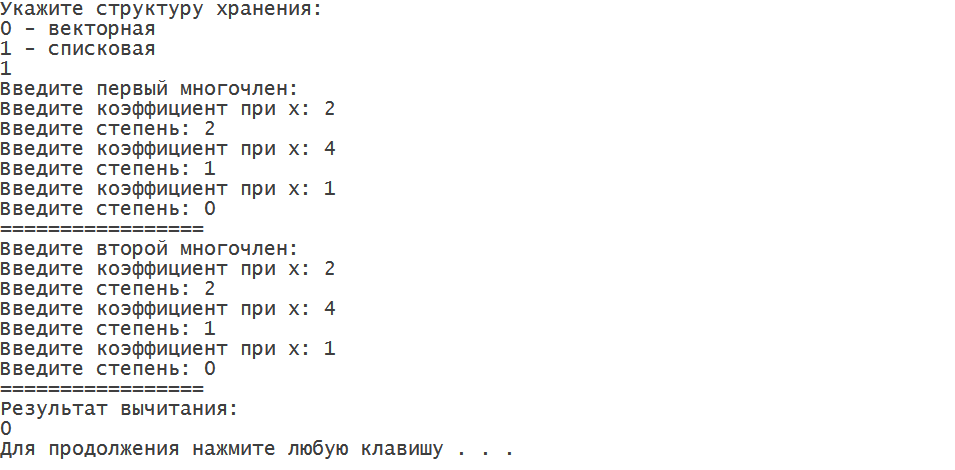 Укажите структуру хранения:
0 - векторная
1 - списковая
1
Введите первый многочлен:
Введите коэффициент при x: 2
Введите степень: 2
Введите коэффициент при x: 4
Введите степень: 1
Введите коэффициент при x: 1
Введите степень: 0
=================
Введите второй многочлен:
Введите коэффициент при x: 2
Введите степень: 2
Введите коэффициент при x: 4
Введите степень: 1
Введите коэффициент при x: 1
Введите степень: 0
=================
Результат вычитания:
0
Для продолжения нажмите любую клавишу . . .